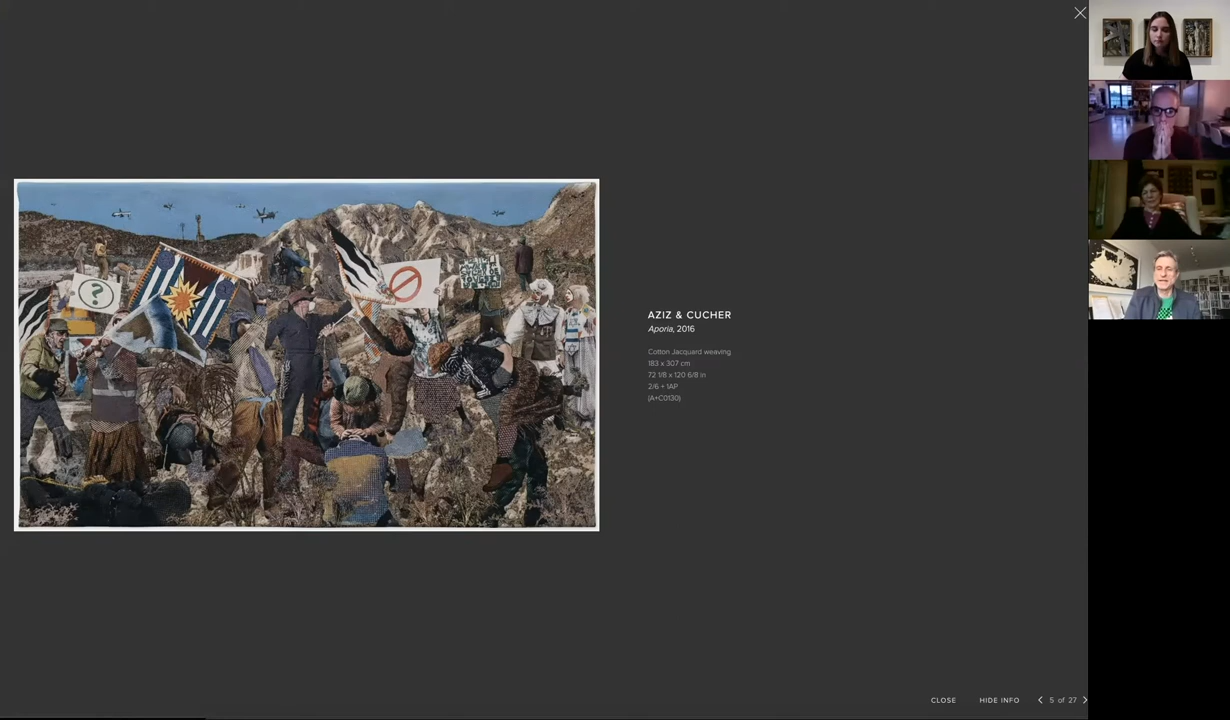 ?
AZIZ & CUCHER
Aporia, 2016
Cotton Jacquard weaving.
183 x 307 cm
72 1/8 x 120 6/8 in
2/6 + 1AP
(A+C0130)
CLOSE
HIDE INFO
5 of 27